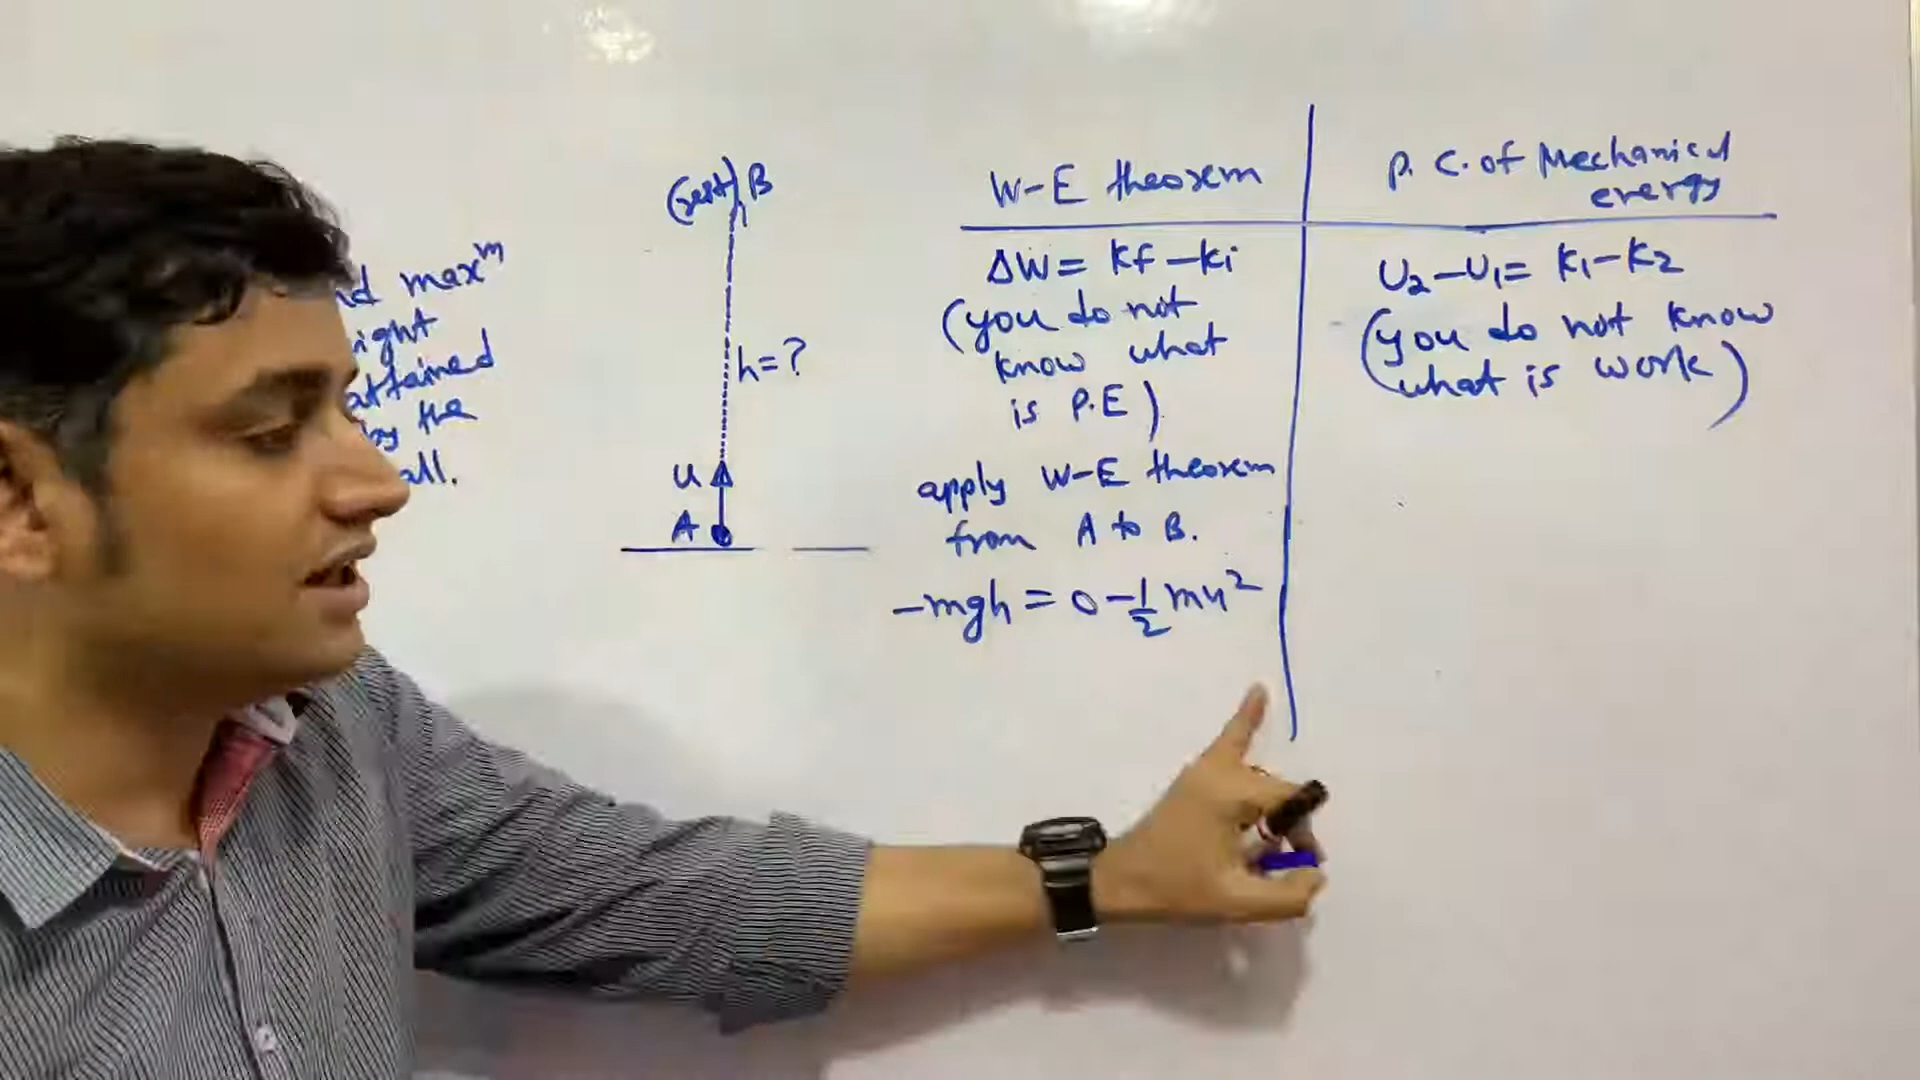 max^m
attained
by the
(rest) B
h=?
u
A
W-E theorem
ΔW = Kf - Ki
(you do not
know what
is P.E)
apply W-E theorem
from A to B.
-mgh = 0 - 1/2 mu²
P. C. of Mechanical
energy
U₂ - U₁ = K₁ - K₂
(you do not know
what is work)